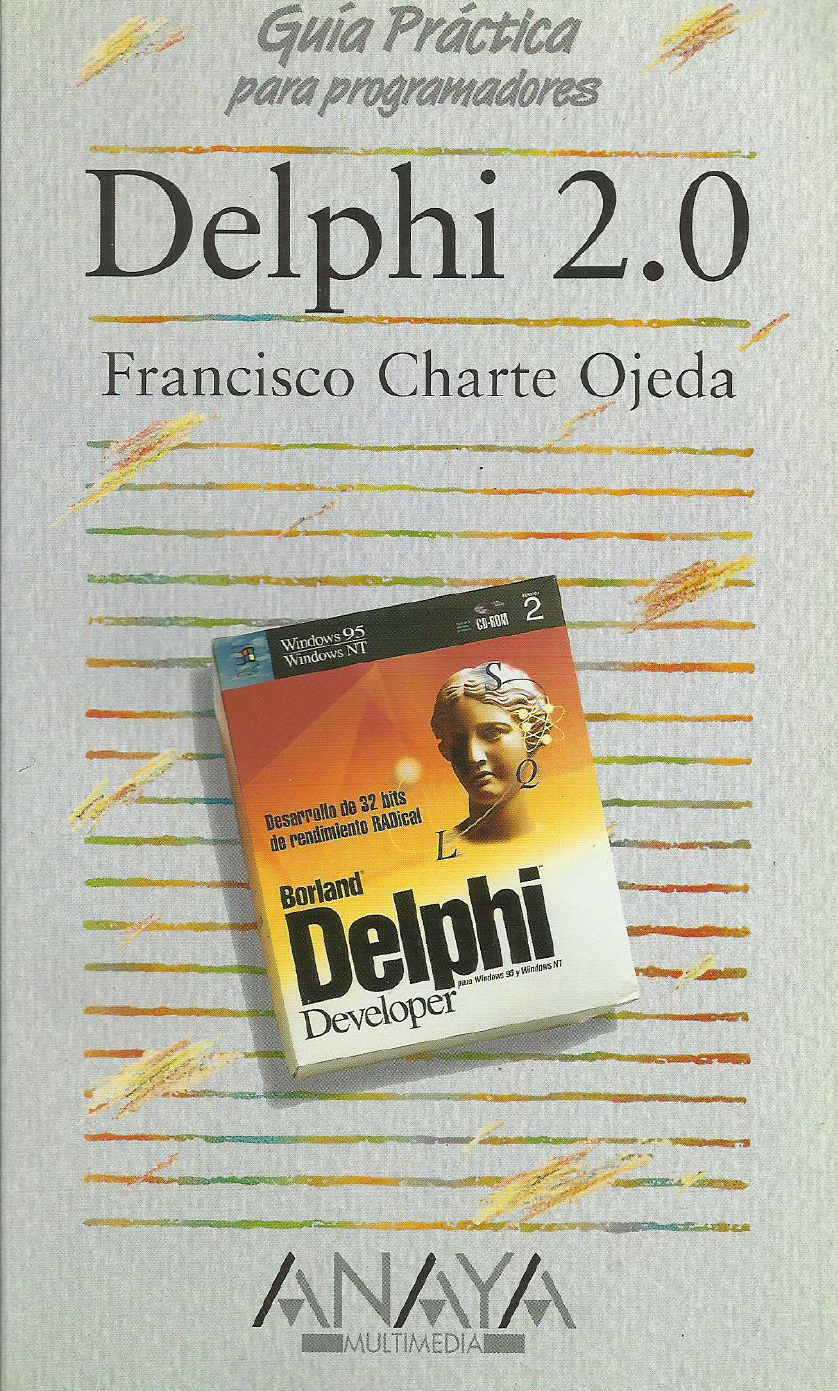 Guía Práctica
para programadores
Delphi 2.0
Francisco Charte Ojeda
Windows 95
Windows NT
CD-ROM
2
S
Q
L
Desarrollo de 32 bits
de rendimiento RADical
Borland®
Delphi™
para Windows 95 y Windows NT
Developer
ANAYA
MULTIMEDIA